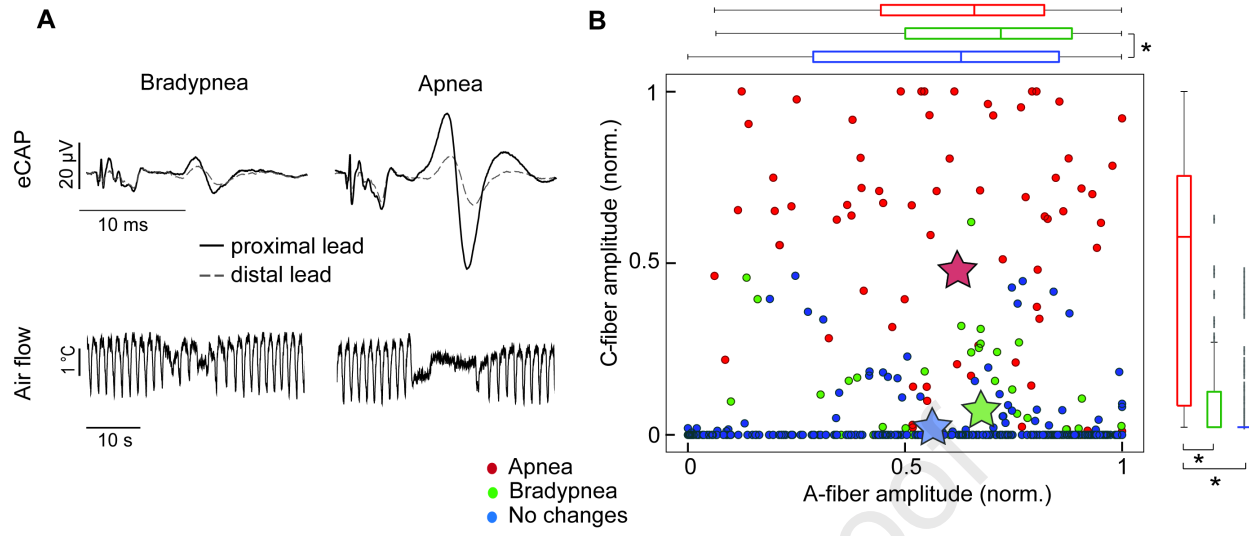 A
Bradypnea
Apnea
eCAP
20 µV
10 ms
proximal lead
distal lead
Air flow
1 °C
10 s
Apnea
Bradypnea
No changes
B
*
C-fiber amplitude (norm.)
1
0.5
0
0
0.5
1
A-fiber amplitude (norm.)
*
*